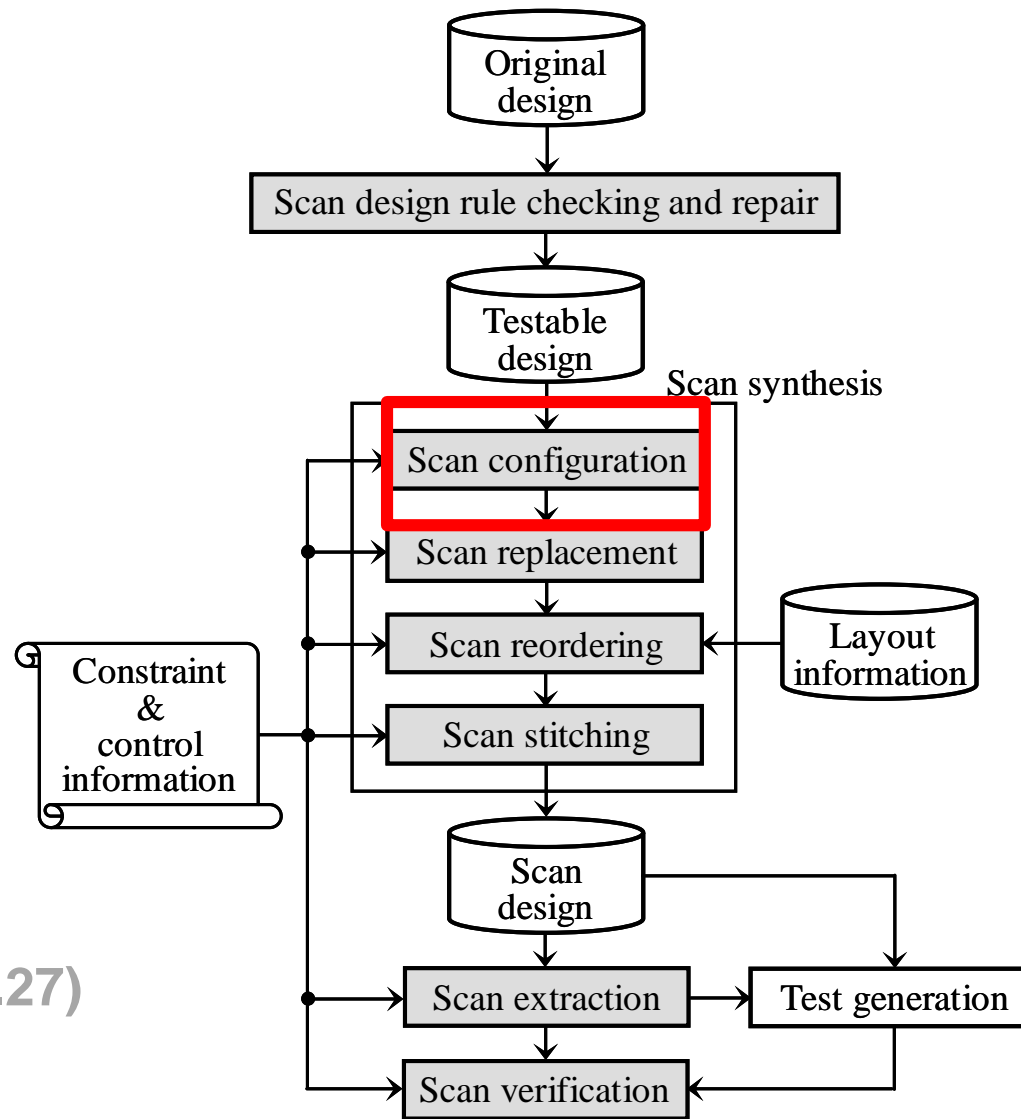 Original
design
Scan design rule checking and repair
Testable
design
Scan synthesis
Scan configuration
Scan replacement
Scan reordering
Layout
information
Constraint
&
control
information
Scan stitching
Scan
design
.27)
Scan extraction
Test generation
Scan verification